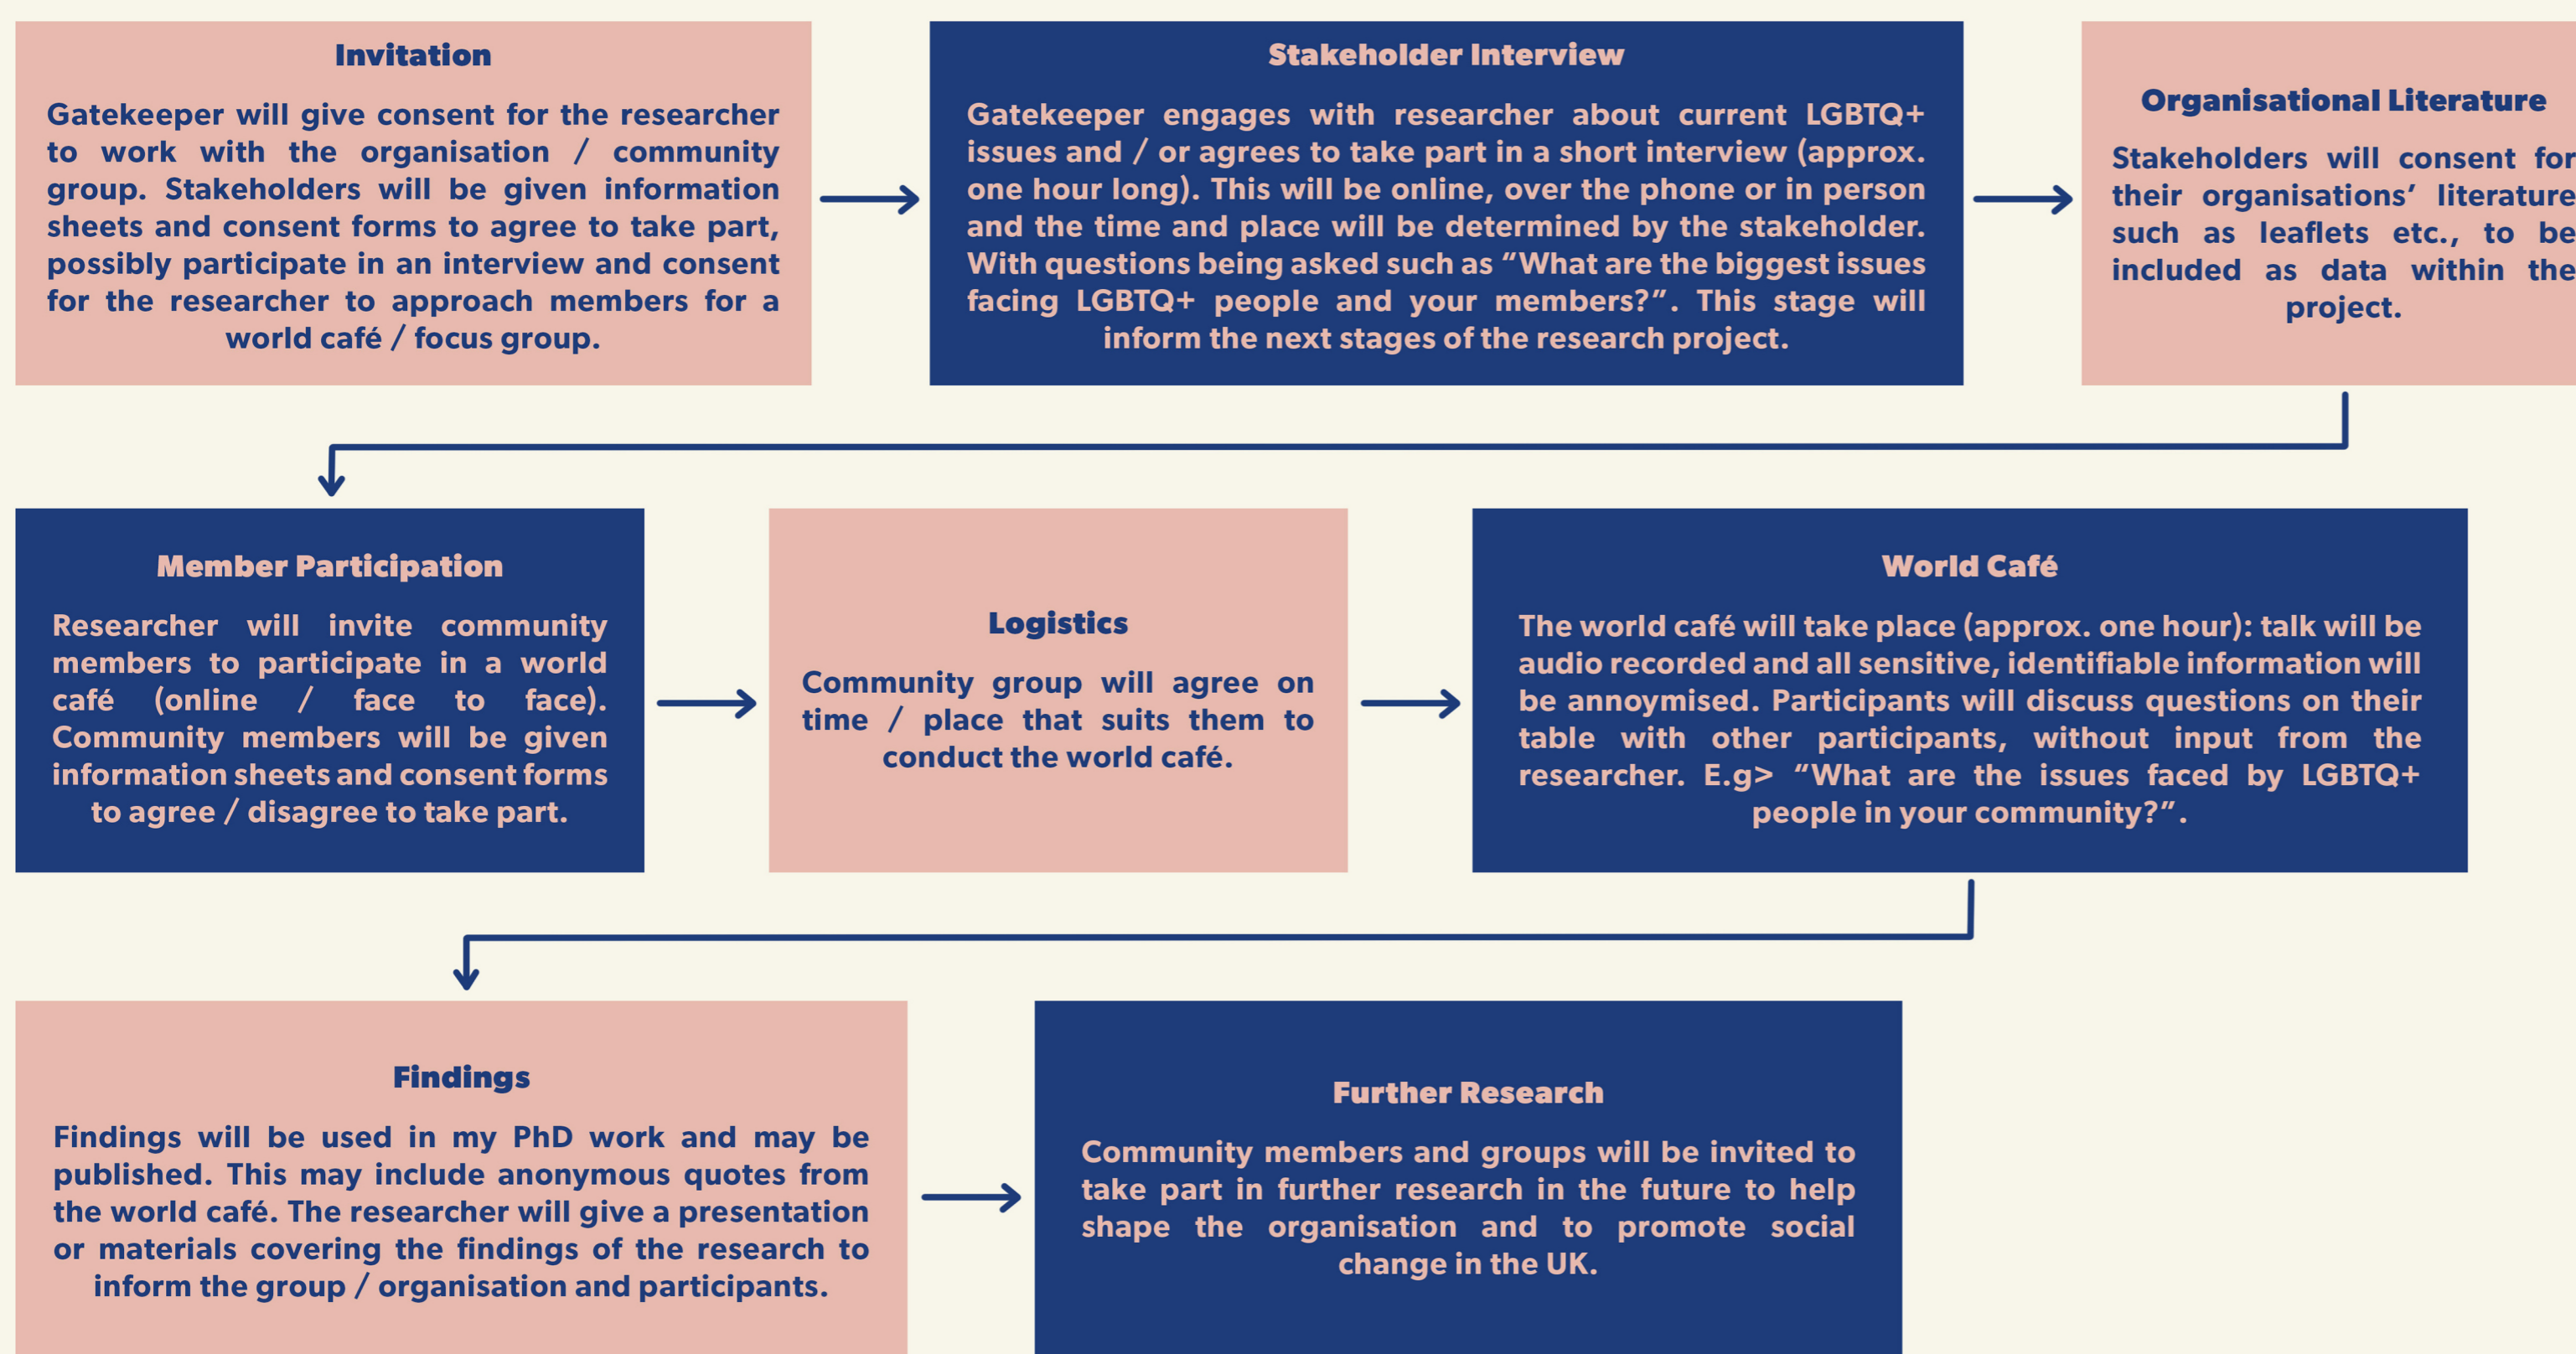 Invitation
Gatekeeper will give consent for the researcher
to work with the organisation / community
group. Stakeholders will be given information
sheets and consent forms to agree to take part,
possibly participate in an interview and consent
for the researcher to approach members for a
world café / focus group.
Stakeholder Interview
Gatekeeper engages with researcher about current LGBTQ+
issues and / or agrees to take part in a short interview (approx.
one hour long). This will be online, over the phone or in person
and the time and place will be determined by the stakeholder.
With questions being asked such as “What are the biggest issues
facing LGBTQ+ people and your members?”. This stage will
inform the next stages of the research project.
Organisational Literature
Stakeholders will consent for
their organisations’ literature
such as leaflets etc., to be
included as data within the
project.
Member Participation
Researcher will invite community
members to participate in a world
café (online / face to face).
Community members will be given
information sheets and consent forms
to agree / disagree to take part.
Logistics
Community group will agree on
time / place that suits them to
conduct the world café.
World Café
The world café will take place (approx. one hour): talk will be
audio recorded and all sensitive, identifiable information will
be annoymised. Participants will discuss questions on their
table with other participants, without input from the
researcher. E.g> “What are the issues faced by LGBTQ+
people in your community?”.
Findings
Findings will be used in my PhD work and may be
published. This may include anonymous quotes from
the world café. The researcher will give a presentation
or materials covering the findings of the research to
inform the group / organisation and participants.
Further Research
Community members and groups will be invited to
take part in further research in the future to help
shape the organisation and to promote social
change in the UK.